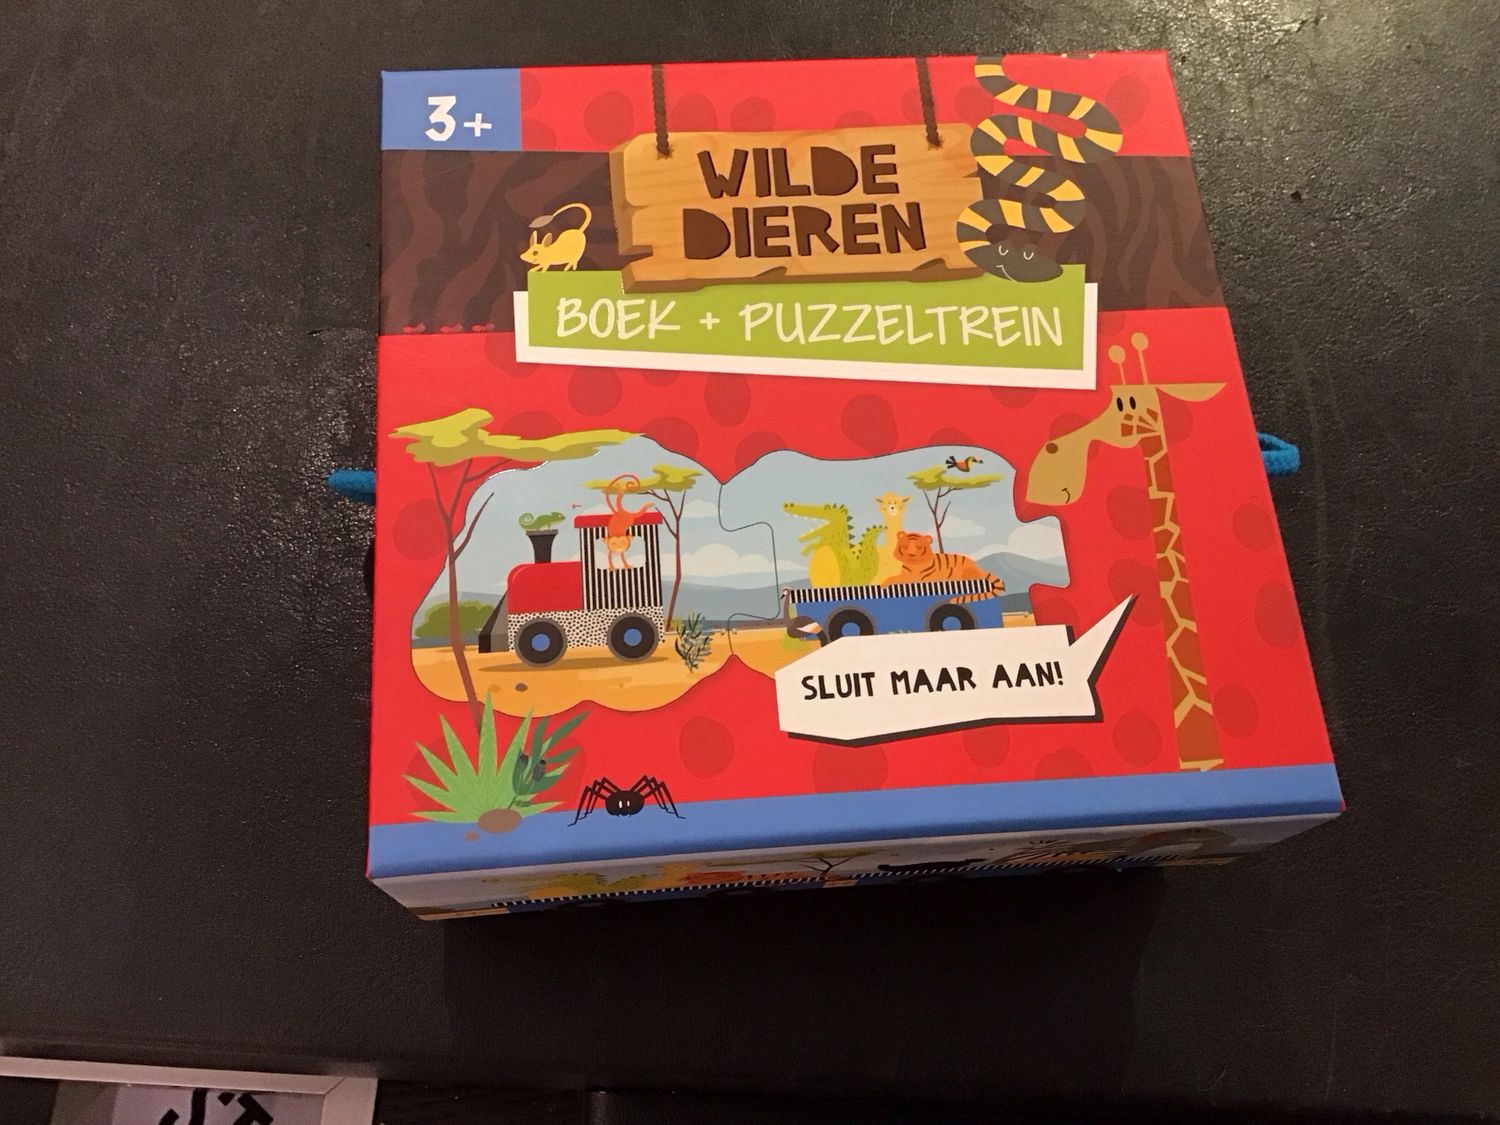 3+
WILDE
DIEREN
BOEK + PUZZELTREIN
SLUIT MAAR AAN!